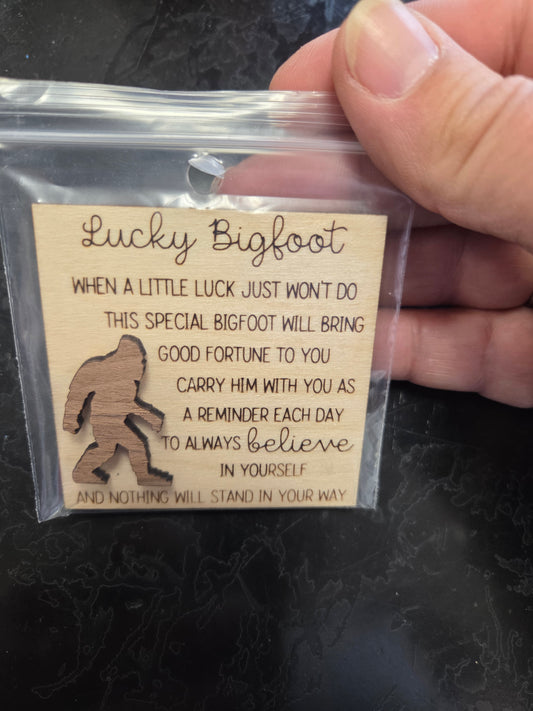 Lucky Bigfoot
WHEN A LITTLE LUCK JUST WON'T DO
THIS SPECIAL BIGFOOT WILL BRING
GOOD FORTUNE TO YOU
CARRY HIM WITH YOU AS
A REMINDER EACH DAY
TO ALWAYS believe
IN YOURSELF
AND NOTHING WILL STAND IN YOUR WAY